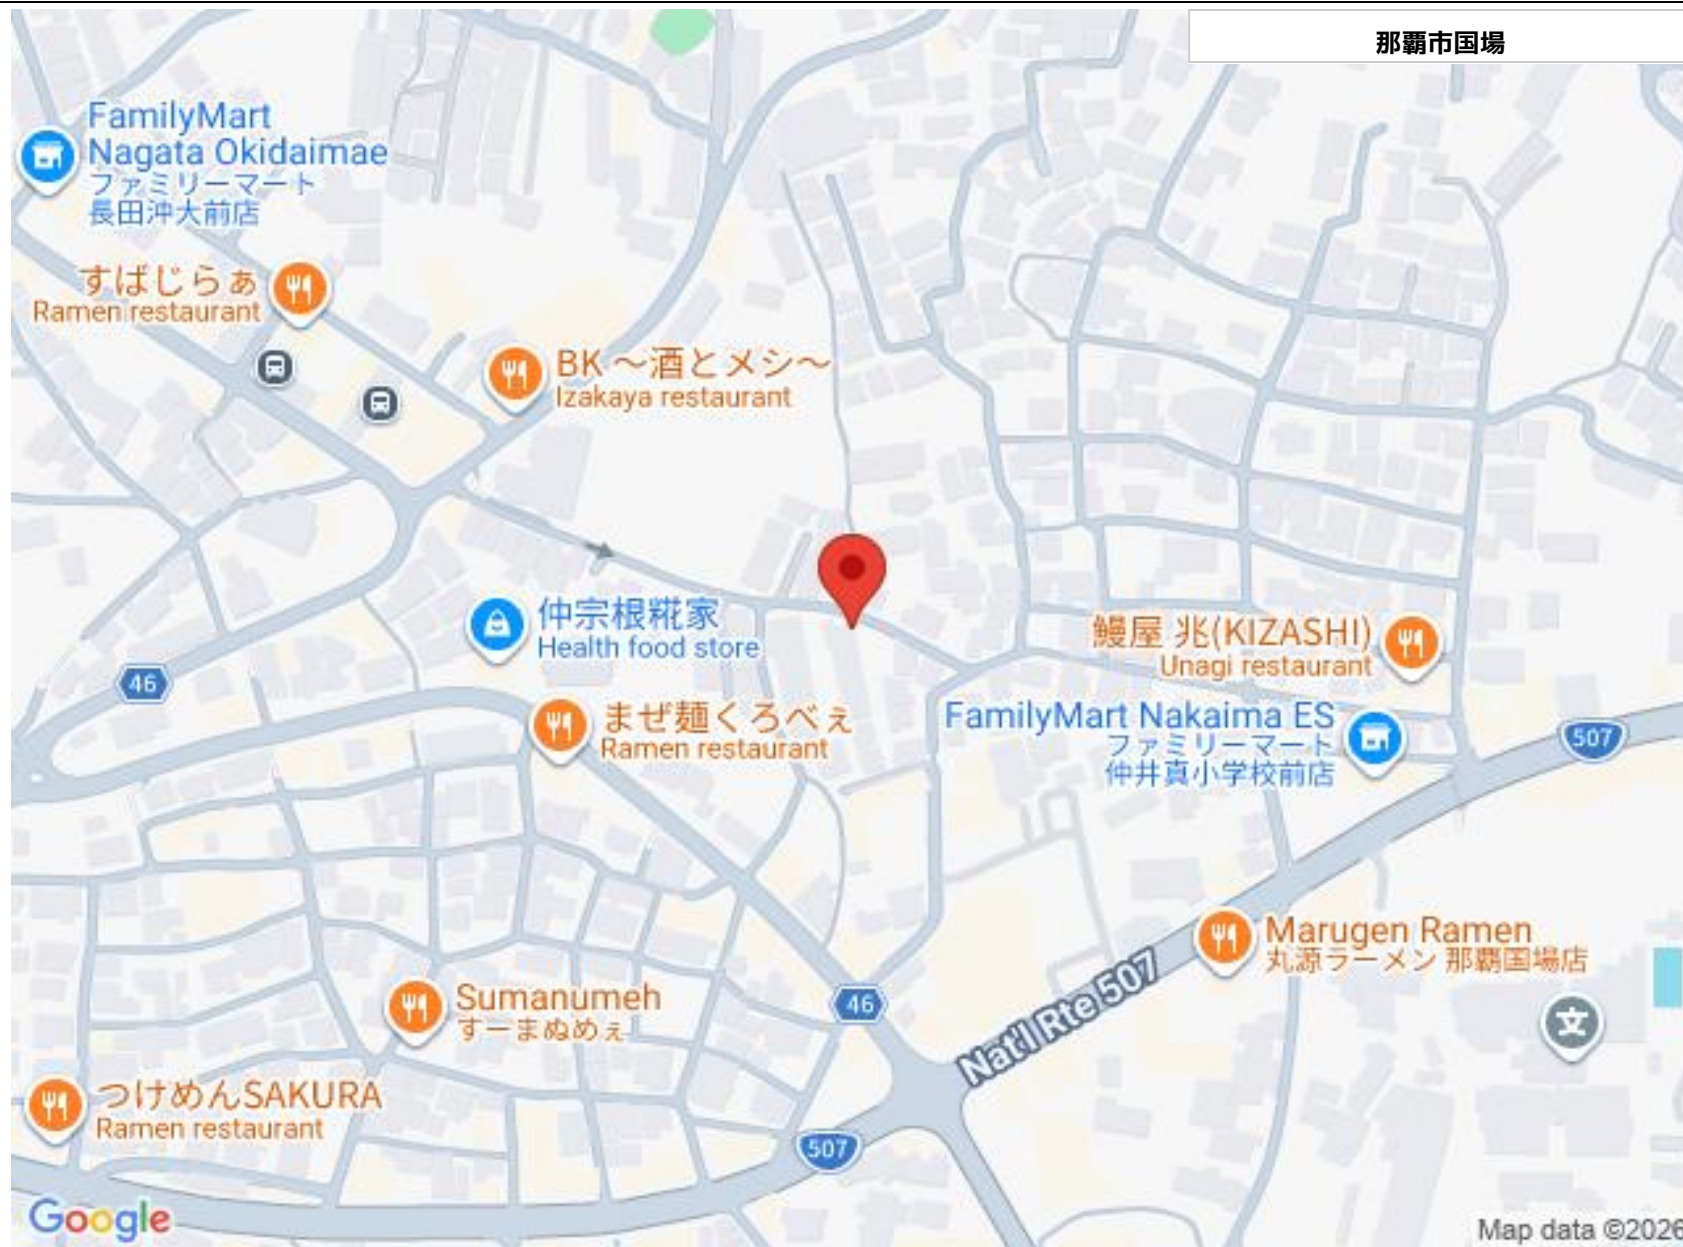 那覇市国場
FamilyMart
Nagata Okidaimae
ファミリーマート
長田沖大前店
すばじらぁ
Ramen restaurant
BK ～酒とメシ～
Izakaya restaurant
仲宗根糀家
Health food store
鰻屋 兆(KIZASHI)
Unagi restaurant
46
まぜ麺くろべぇ
Ramen restaurant
FamilyMart Nakaima ES
ファミリーマート
仲井真小学校前店
507
Marugen Ramen
丸源ラーメン 那覇国場店
Sumanumeh
すーまぬめぇ
46
Nat'l Rte 507
文
つけめんSAKURA
Ramen restaurant
507
Google
Map data ©2026